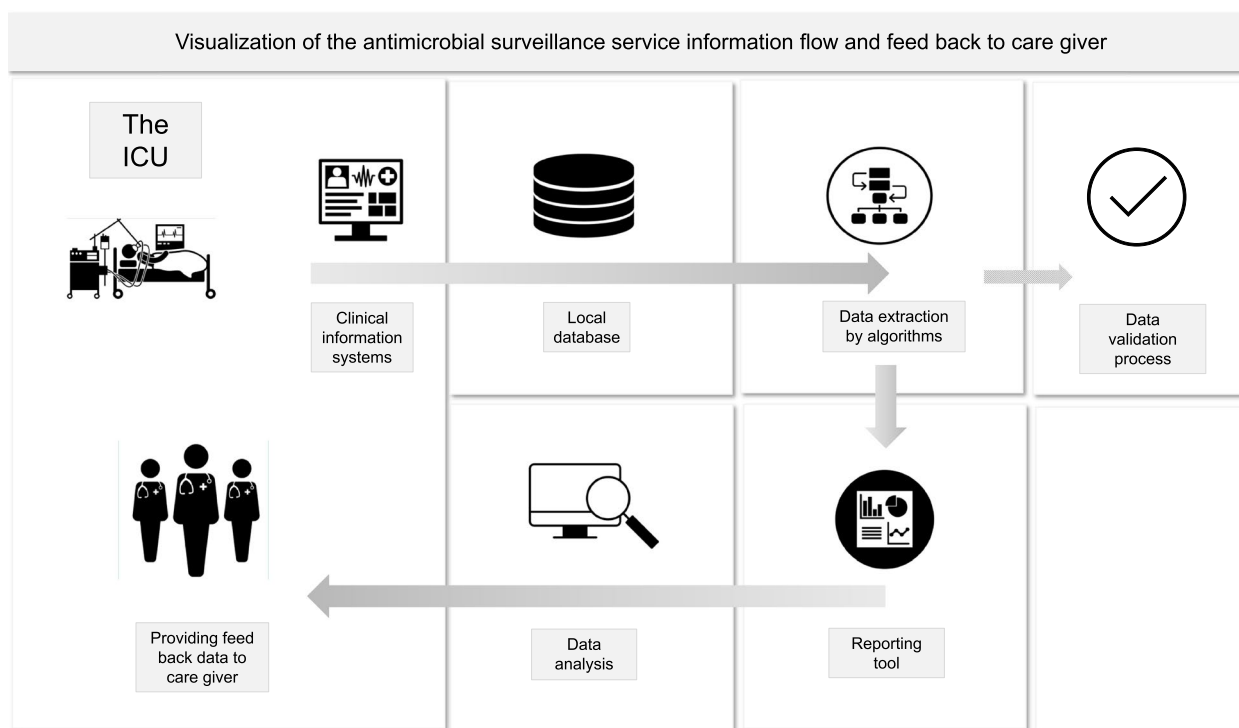 Visualization of the antimicrobial surveillance service information flow and feed back to care giver
The
ICU
Clinical
information
systems
Local
database
Data extraction
by algorithms
Data
validation
process
Providing feed
back data to
care giver
Data
analysis
Reporting
tool